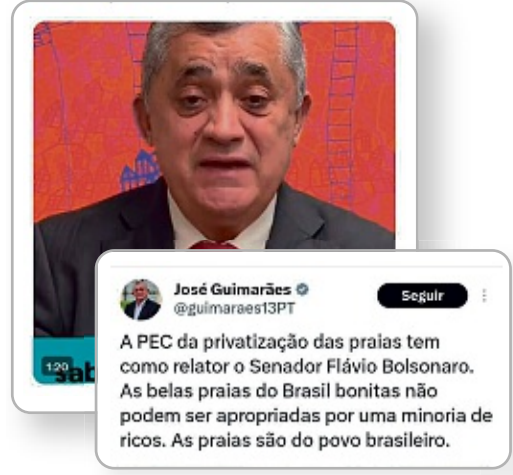 1:20
sab
José Guimarães
@guimaraes13PT
Seguir
A PEC da privatização das praias tem
como relator o Senador Flávio Bolsonaro.
As belas praias do Brasil bonitas não
podem ser apropriadas por uma minoria de
ricos. As praias são do povo brasileiro.